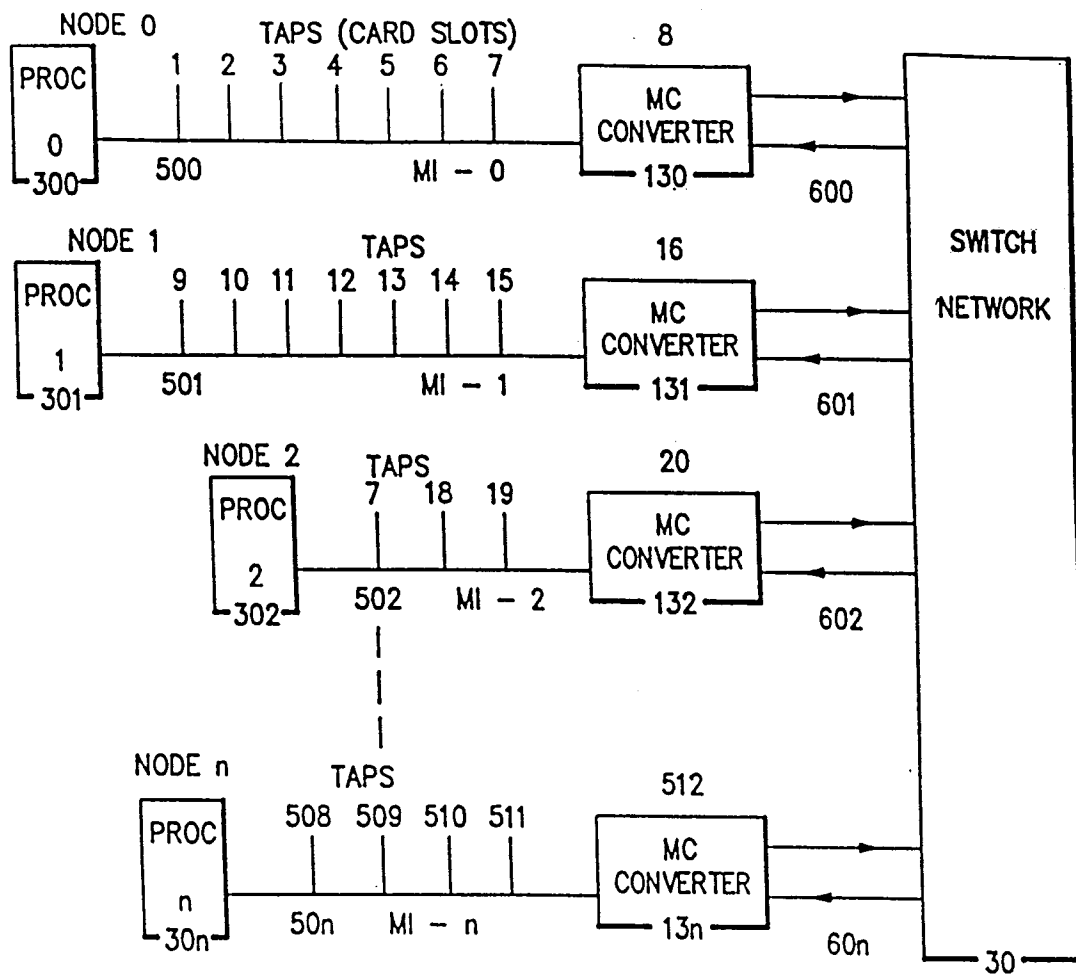 NODE 0
TAPS (CARD SLOTS)
8
PROC
0
300
1 2 3 4 5 6 7
500
MI - 0
MC
CONVERTER
130
600
SWITCH
NETWORK
30
NODE 1
TAPS
16
PROC
1
301
9 10 11 12 13 14 15
501
MI - 1
MC
CONVERTER
131
601
NODE 2
TAPS
20
PROC
2
302
7 18 19
502
MI - 2
MC
CONVERTER
132
602
NODE n
TAPS
512
PROC
n
30n
508 509 510 511
50n
MI - n
MC
CONVERTER
13n
60n